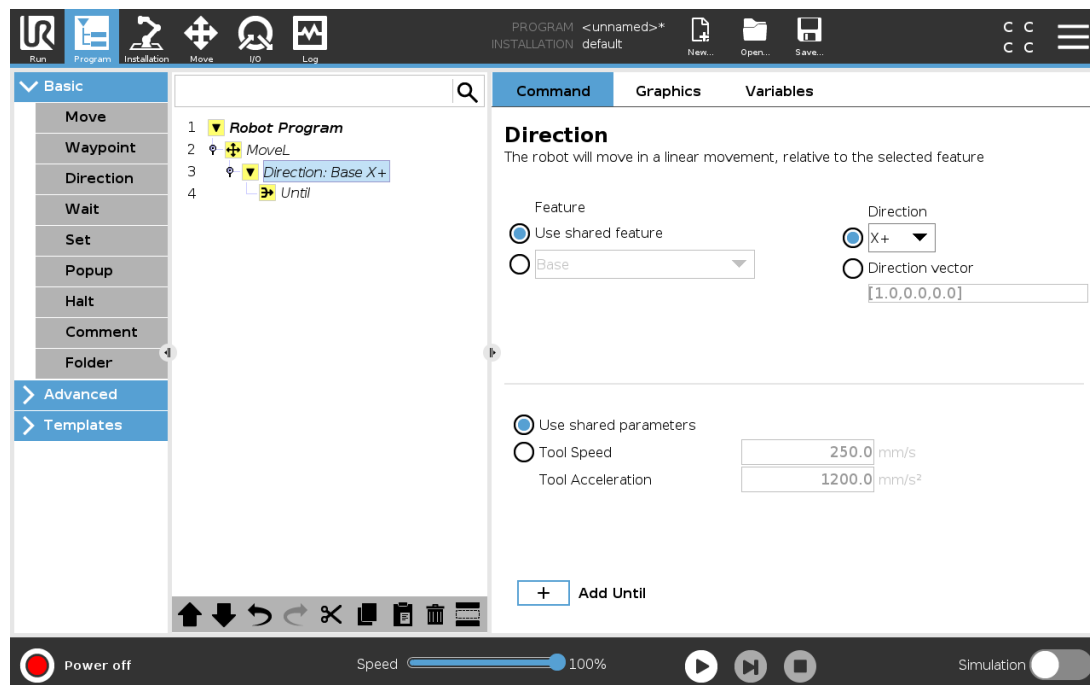 PROGRAM <unnamed>*
INSTALLATION default
UR
Run
Program
Installation
Move
I/O
Log
New...
Open...
Save...
C C
C C
Basic
Move
Waypoint
Direction
Wait
Set
Popup
Halt
Comment
Folder
Advanced
Templates
1 Robot Program
2 MoveL
3 Direction: Base X+
4 Until
Command Graphics Variables
Direction
The robot will move in a linear movement, relative to the selected feature
Feature
Use shared feature
Base
Direction
X+
Direction vector
[1.0,0.0,0.0]
Use shared parameters
Tool Speed 250.0 mm/s
Tool Acceleration 1200.0 mm/s²
+ Add Until
Power off
Speed 100%
Simulation